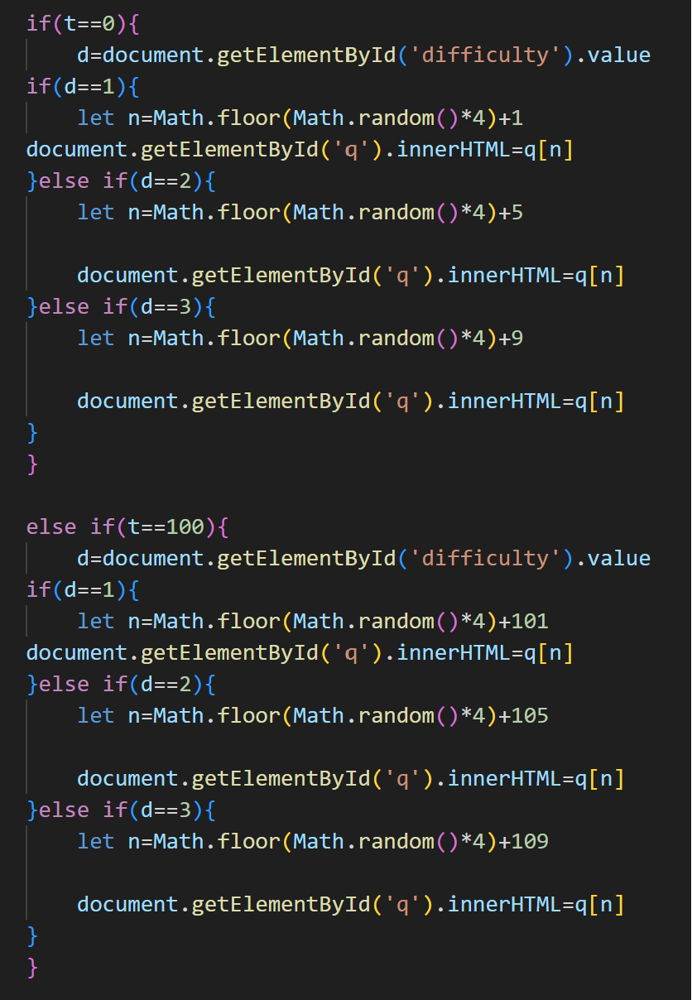 if(t==0){
    d=document.getElementById('difficulty').value
if(d==1){
    let n=Math.floor(Math.random()*4)+1
document.getElementById('q').innerHTML=q[n]
}else if(d==2){
    let n=Math.floor(Math.random()*4)+5
    document.getElementById('q').innerHTML=q[n]
}else if(d==3){
    let n=Math.floor(Math.random()*4)+9
    document.getElementById('q').innerHTML=q[n]
}
}
else if(t==100){
    d=document.getElementById('difficulty').value
if(d==1){
    let n=Math.floor(Math.random()*4)+101
document.getElementById('q').innerHTML=q[n]
}else if(d==2){
    let n=Math.floor(Math.random()*4)+105
    document.getElementById('q').innerHTML=q[n]
}else if(d==3){
    let n=Math.floor(Math.random()*4)+109
    document.getElementById('q').innerHTML=q[n]
}
}